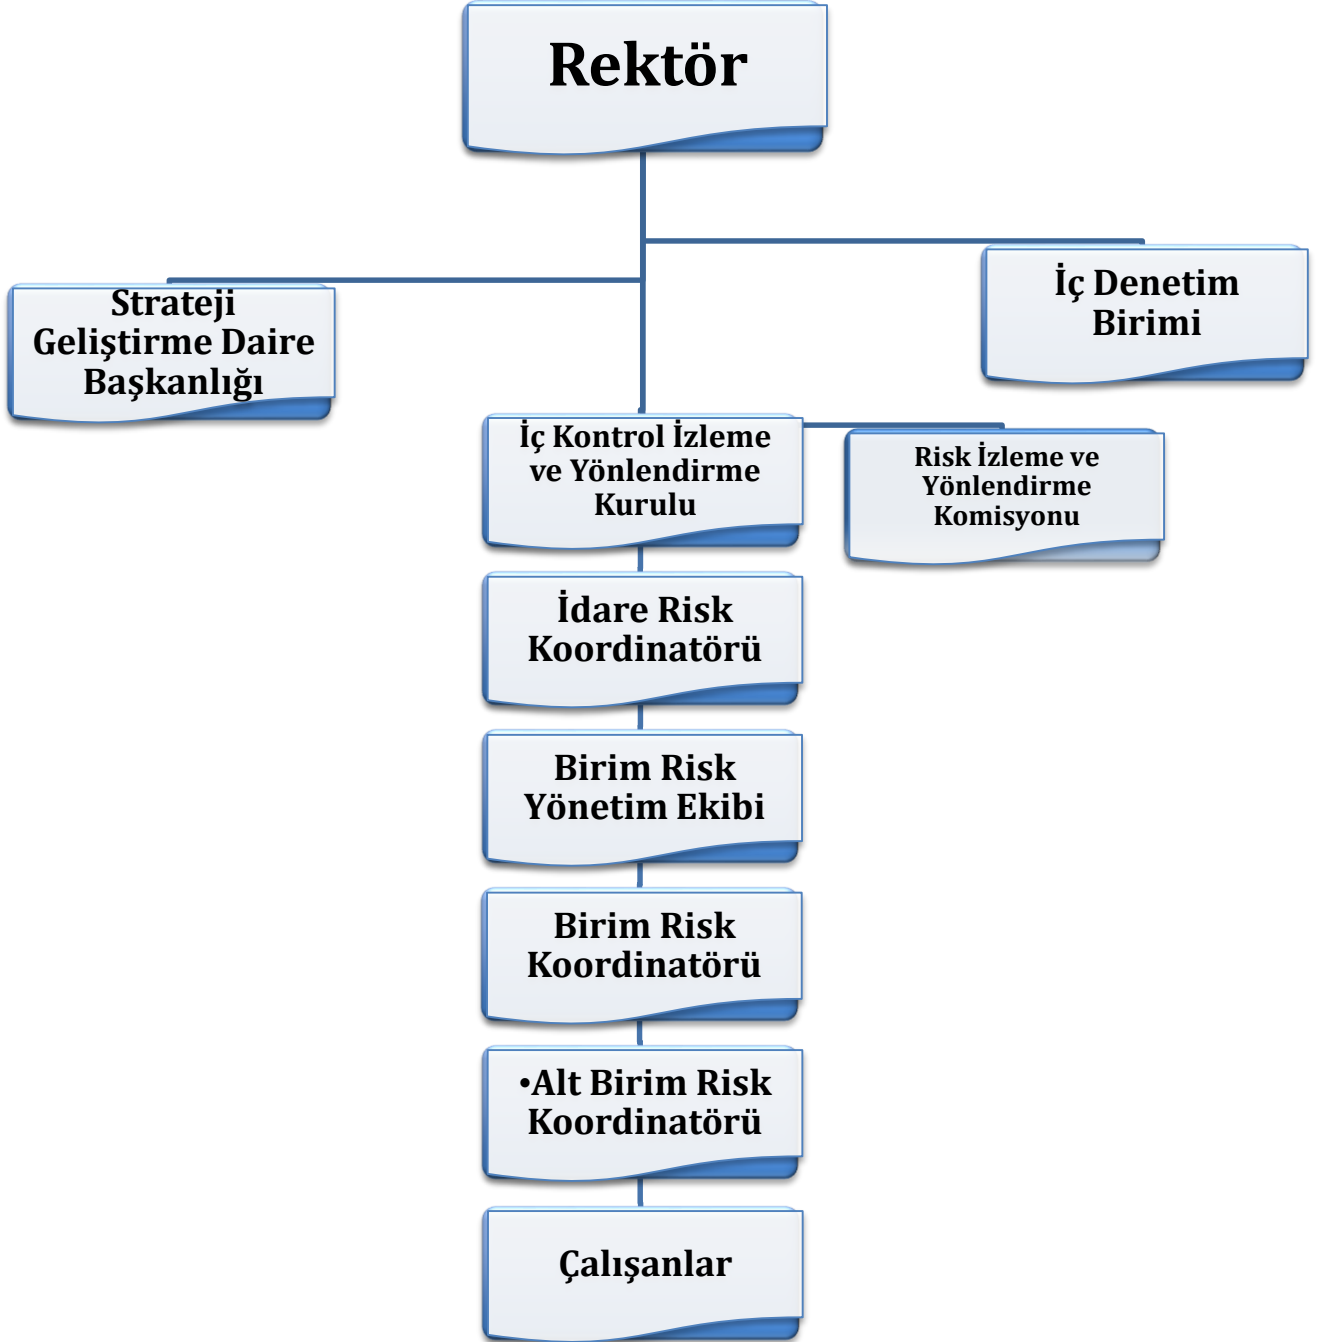 Rektör
İç Denetim
Birimi
Strateji
Geliştirme Daire
Başkanlığı
İç Kontrol İzleme
ve Yönlendirme
Kurulu
Risk İzleme ve
Yönlendirme
Komisyonu
İdare Risk
Koordinatörü
Birim Risk
Yönetim Ekibi
Birim Risk
Koordinatörü
•Alt Birim Risk
Koordinatörü
Çalışanlar